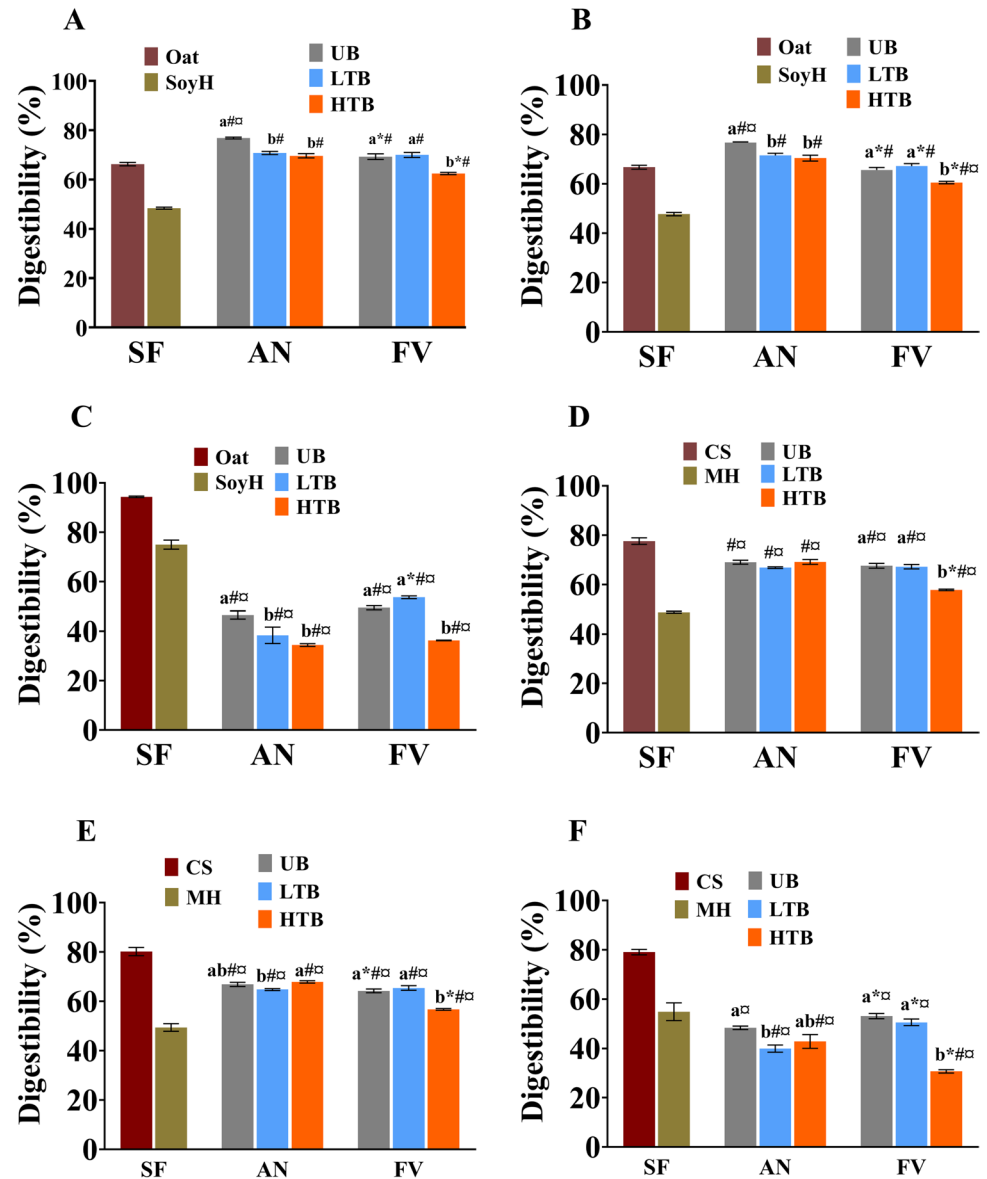 A
Oat
SoyH
UB
LTB
HTB
Digestibility (%)
100
80
60
40
20
0
a#¤
b#
b#
a*#
a#
b*#
SF
AN
FV
B
Oat
SoyH
UB
LTB
HTB
Digestibility (%)
100
80
60
40
20
0
a#¤
b#
b#
a*#
a*#
b*#¤
SF
AN
FV
C
Oat
SoyH
UB
LTB
HTB
Digestibility (%)
100
80
60
40
20
0
a#¤
b#¤
b#¤
a#¤
a*#¤
b#¤
SF
AN
FV
D
CS
MH
UB
LTB
HTB
Digestibility (%)
100
80
60
40
20
0
#¤
#¤
#¤
a#¤
a#¤
b*#¤
SF
AN
FV
E
CS
MH
UB
LTB
HTB
Digestibility (%)
100
80
60
40
20
0
ab#¤
b#¤
a#¤
a*#¤
a#¤
b*#¤
SF
AN
FV
F
CS
MH
UB
LTB
HTB
Digestibility (%)
100
80
60
40
20
0
a¤
b#¤
ab#¤
a*¤
a*¤
b*#¤
SF
AN
FV